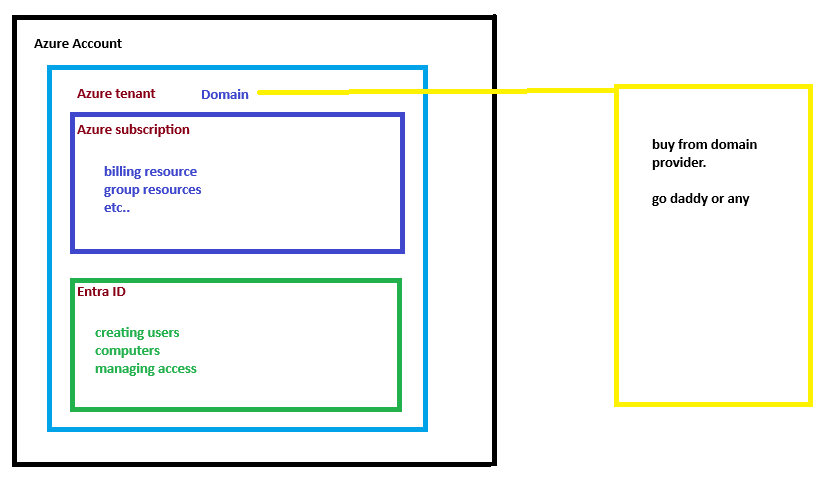 Azure Account
Azure tenant
Domain
Azure subscription
billing resource
group resources
etc..
Entra ID
creating users
computers
managing access
buy from domain
provider.
go daddy or any